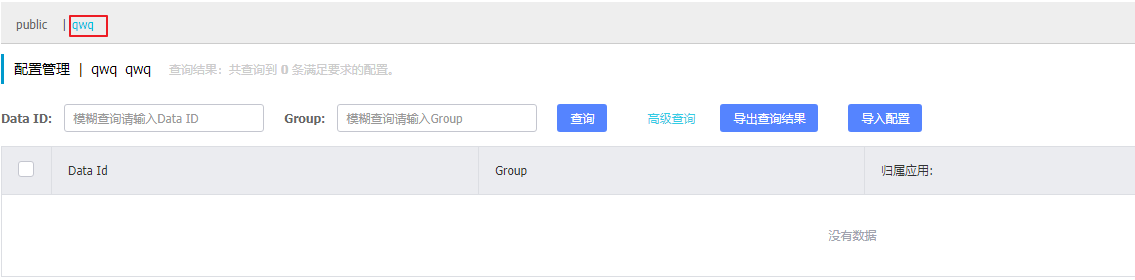 public | qwq
配置管理 | qwq qwq 查询结果：共查询到 0 条满足要求的配置。
Data ID: 模糊查询请输入Data ID Group: 模糊查询请输入Group 查询 高级查询 导出查询结果 导入配置
Data Id Group 归属应用:
没有数据